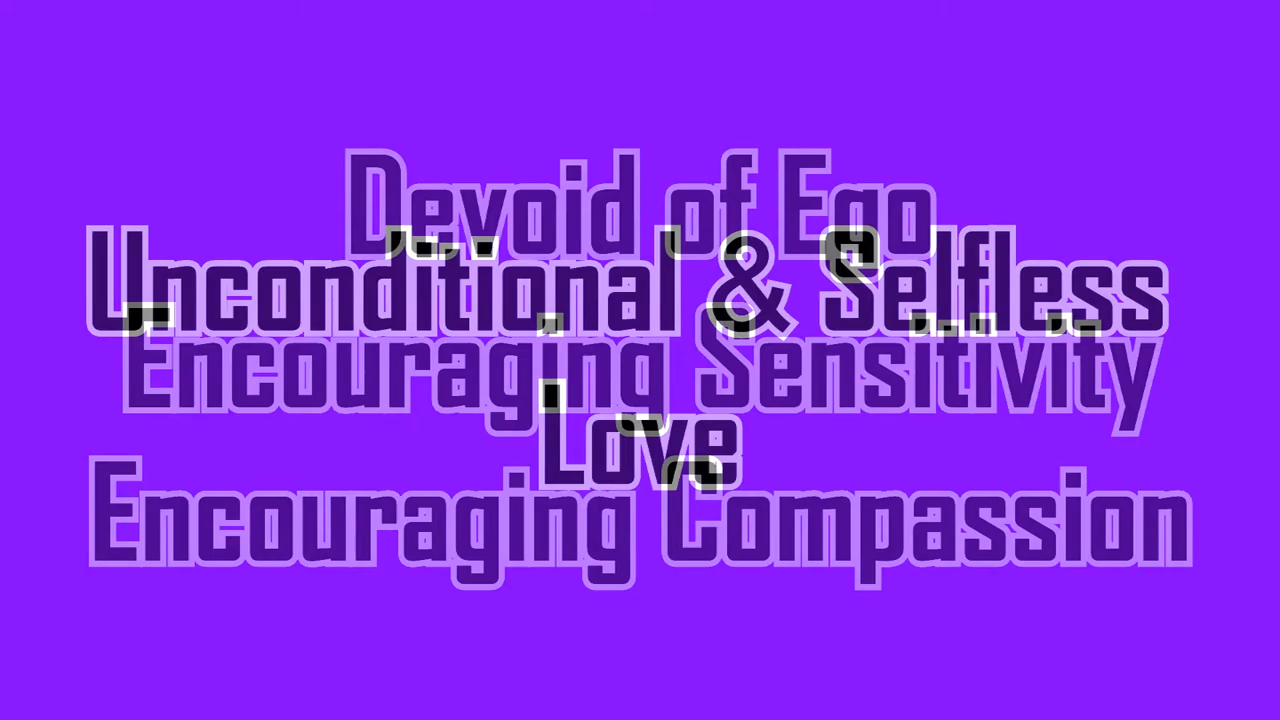 Devoid of Ego
Unconditional & Selfless
Encouraging Sensitivity
Love
Encouraging Compassion